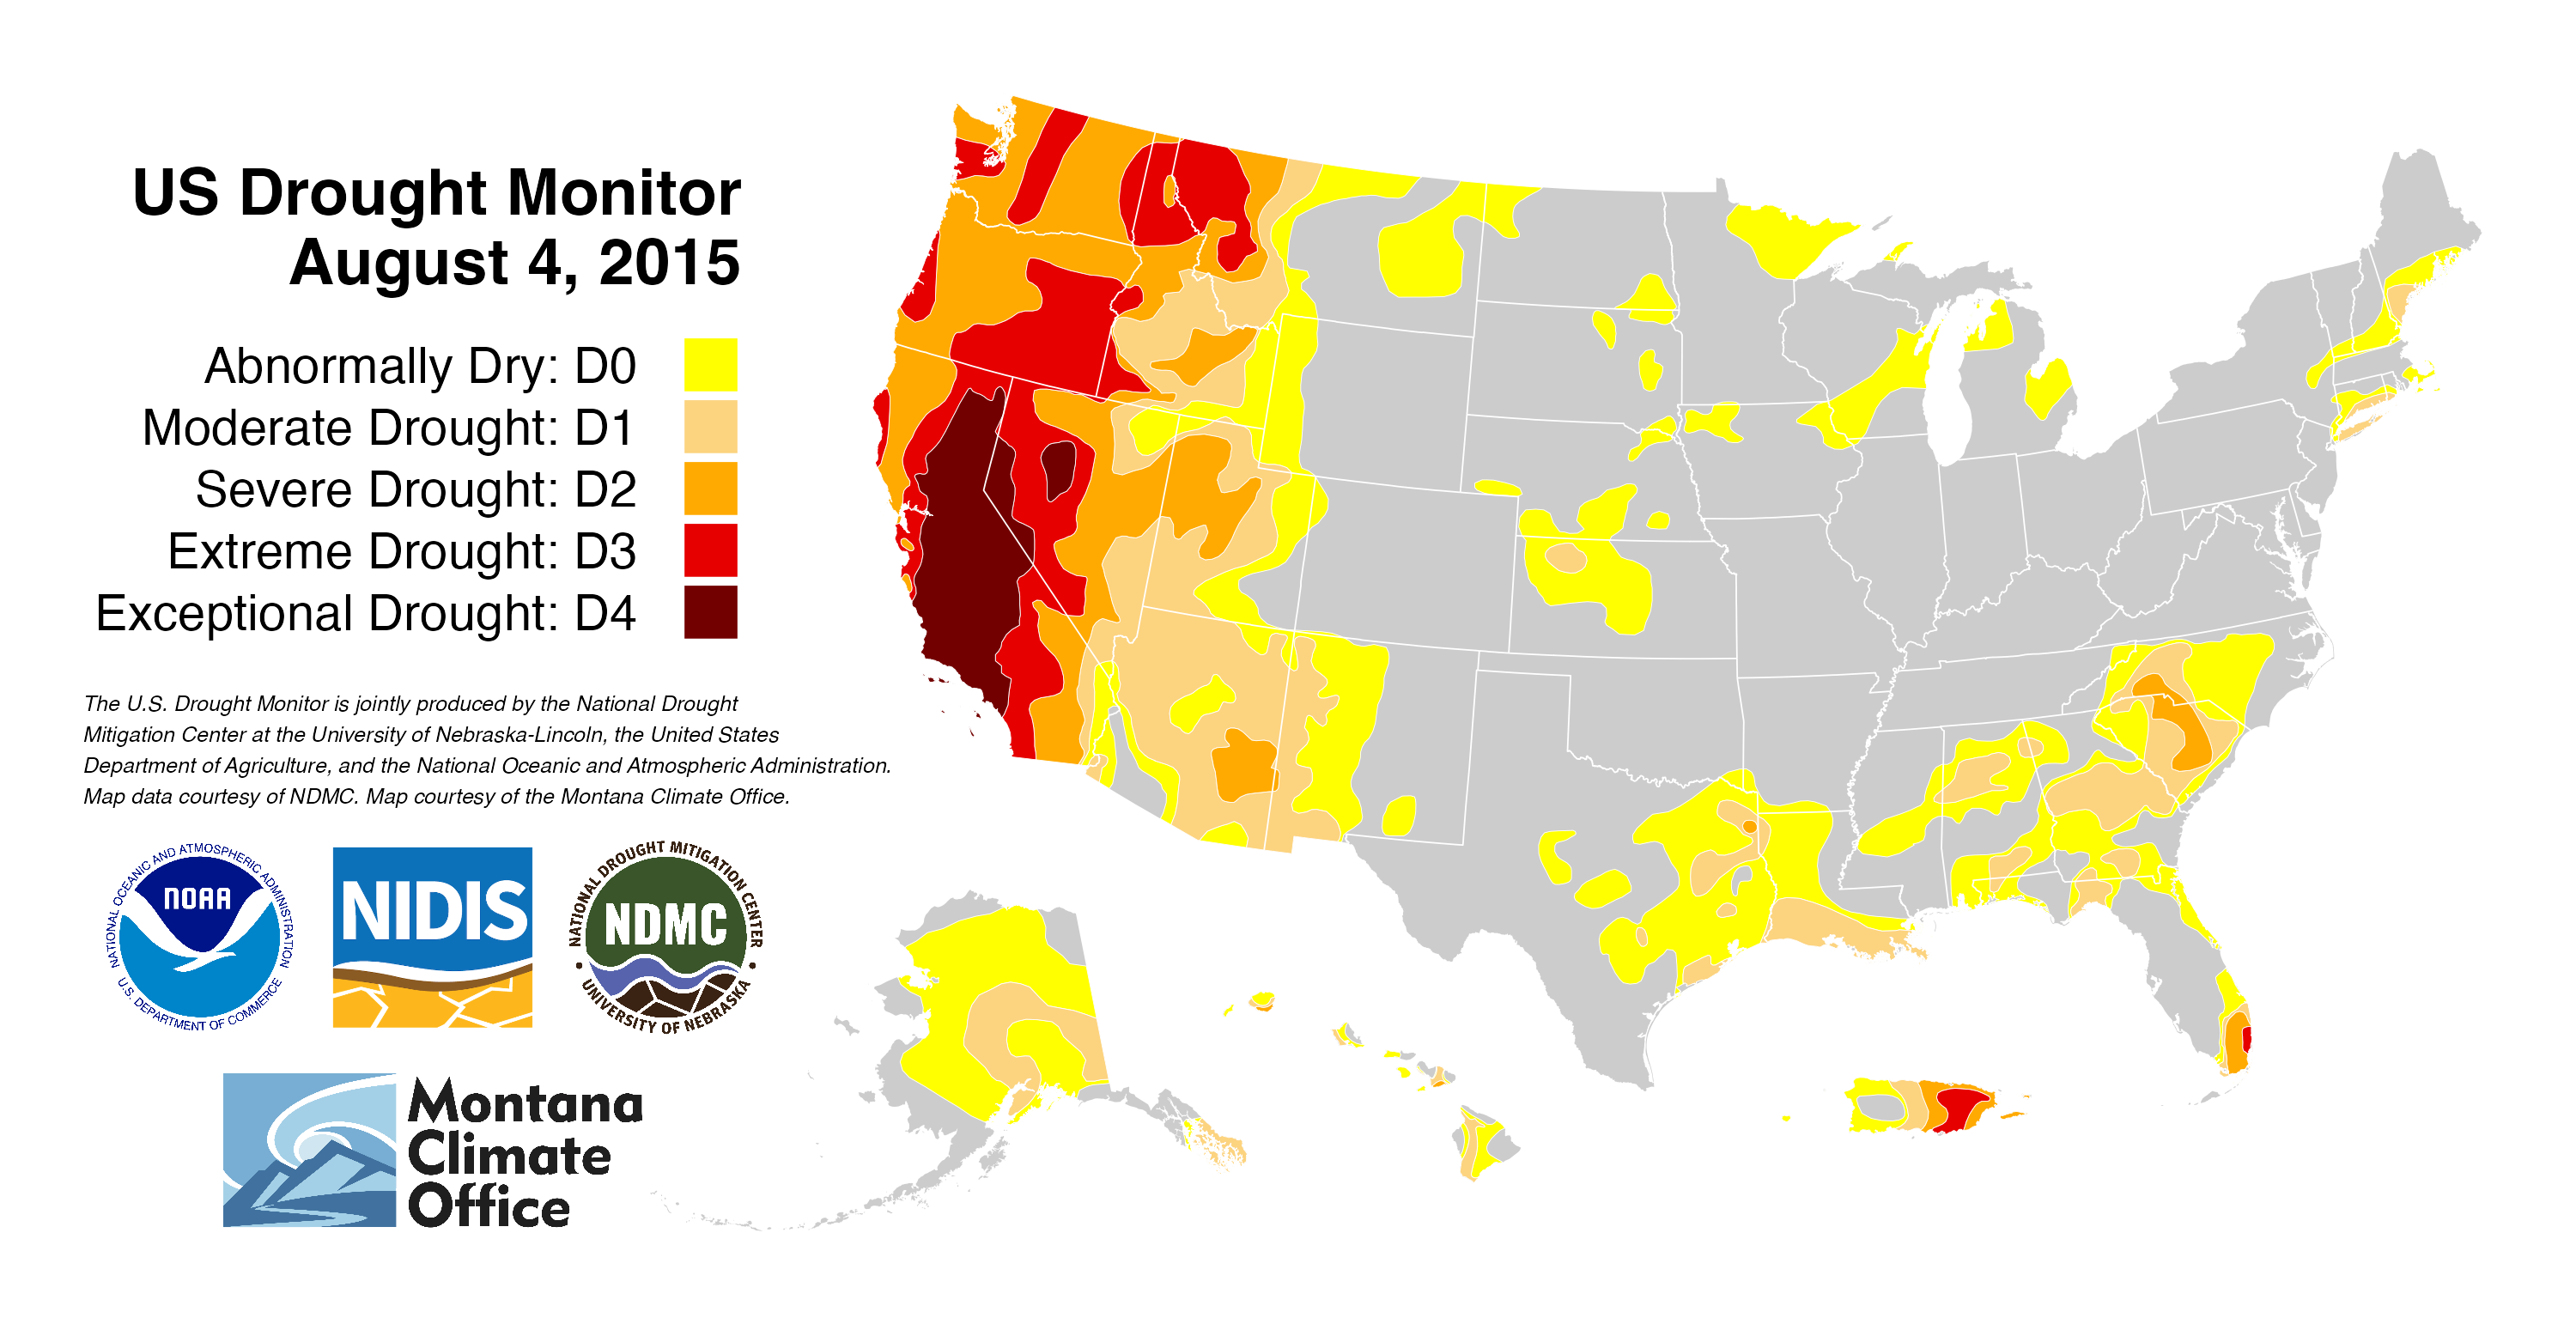 US Drought Monitor
August 4, 2015
Abnormally Dry: D0
Moderate Drought: D1
Severe Drought: D2
Extreme Drought: D3
Exceptional Drought: D4
The U.S. Drought Monitor is jointly produced by the National Drought
Mitigation Center at the University of Nebraska-Lincoln, the United States
Department of Agriculture, and the National Oceanic and Atmospheric Administration.
Map data courtesy of NDMC. Map courtesy of the Montana Climate Office.
NATIONAL OCEANIC AND ATMOSPHERIC ADMINISTRATION
NOAA
U.S. DEPARTMENT OF COMMERCE
NIDIS
NATIONAL DROUGHT MITIGATION CENTER
NDMC
UNIVERSITY OF NEBRASKA
Montana
Climate
Office